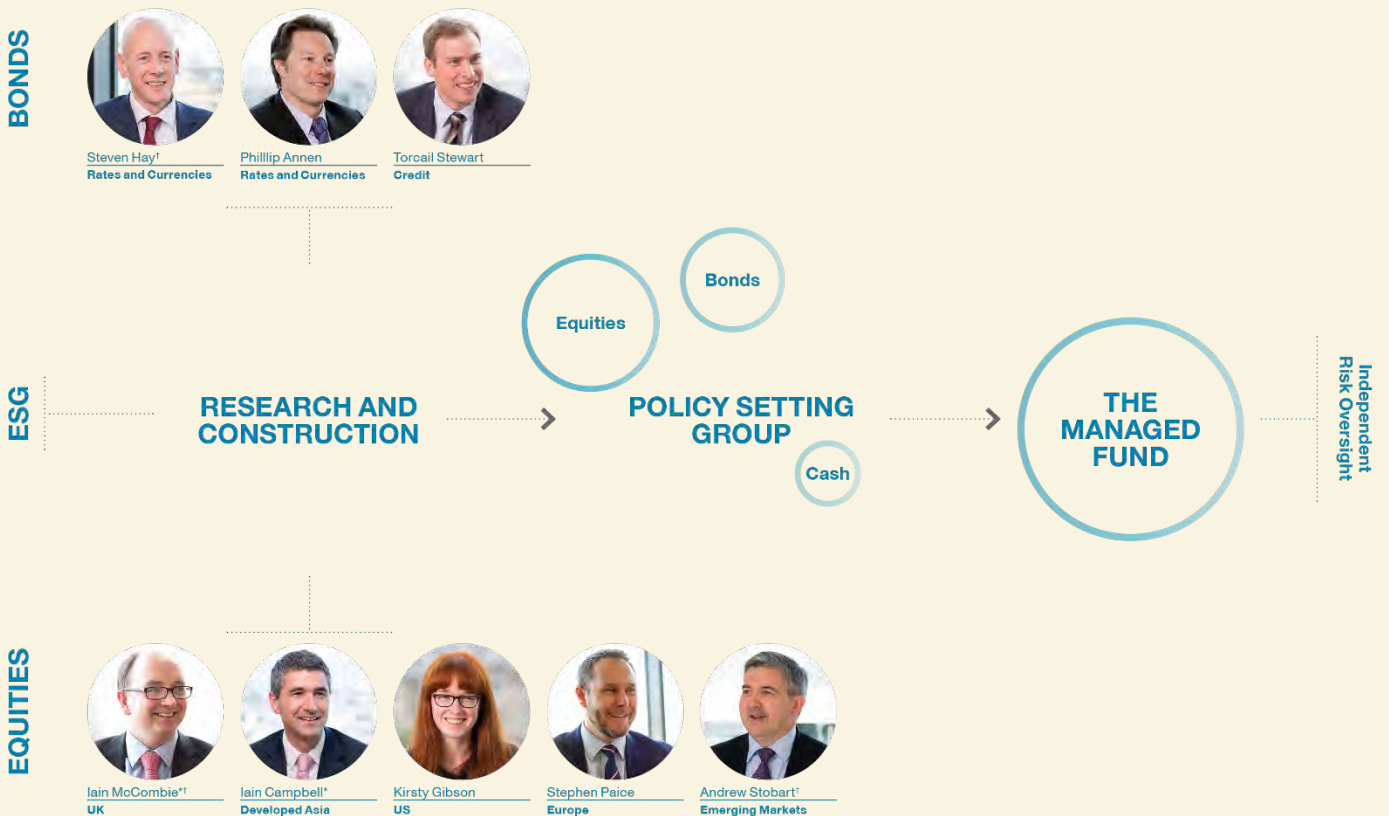 BONDS
Steven Hay†
Rates and Currencies
Philllip Annen
Rates and Currencies
Torcail Stewart
Credit
Equities
Bonds
ESG
RESEARCH AND
CONSTRUCTION
POLICY SETTING
GROUP
Cash
THE
MANAGED
FUND
Independent
Risk Oversight
EQUITIES
Iain McCombie*†
UK
Iain Campbell*
Developed Asia
Kirsty Gibson
US
Stephen Paice
Europe
Andrew Stobart†
Emerging Markets